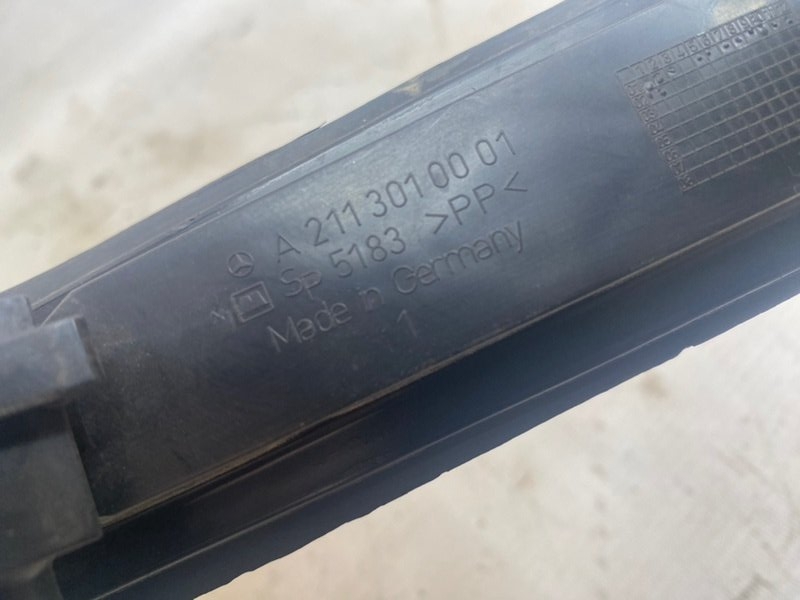 A 211 301 00 01
SP 5183 >PP<
Made in Germany
1